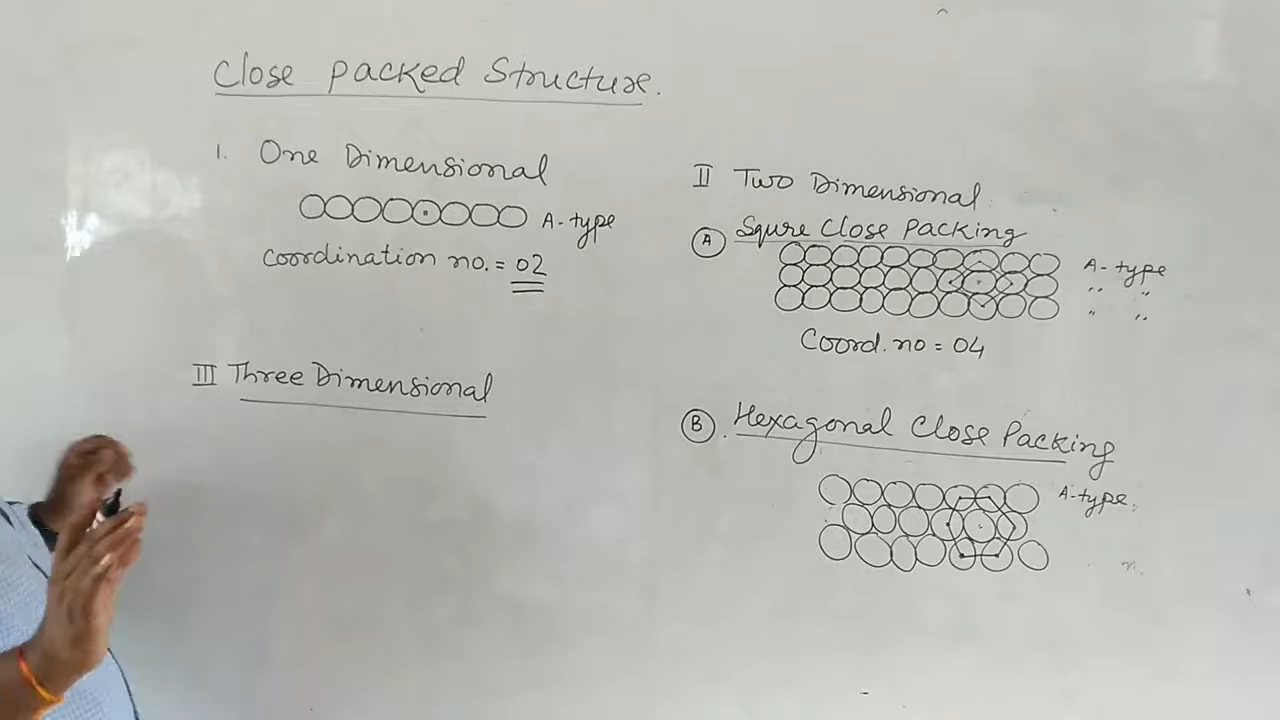 Close Packed Structure.
1. One Dimensional
A-type
Coordination no. = 02
II Two Dimensional
A Squre Close Packing
A-type
" "
" "
Coord. no = 04
III Three Dimensional
B. Hexagonal Close Packing
A-type.